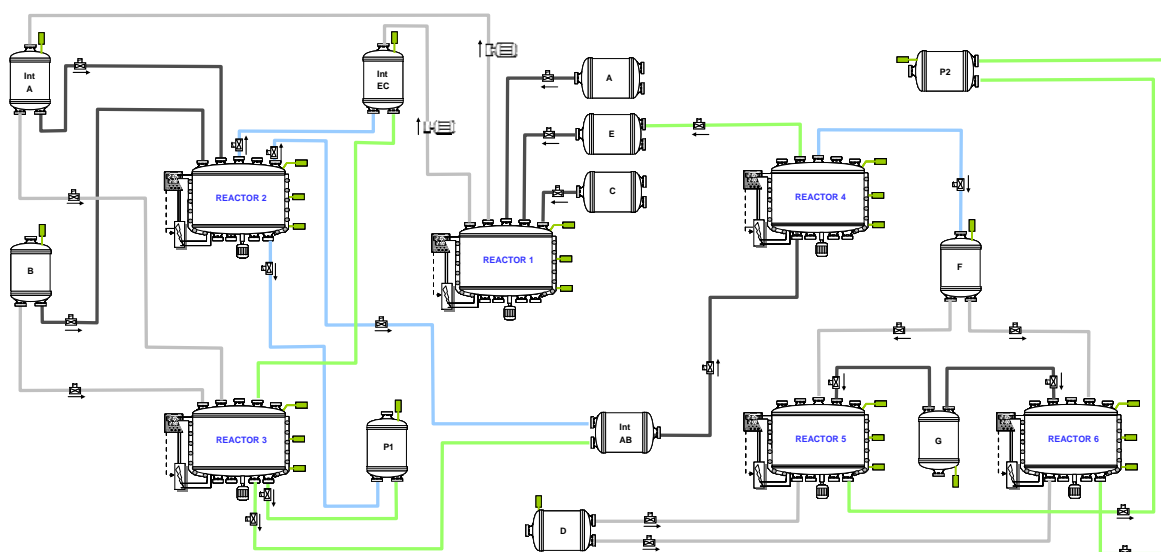 Int
A
Int
EC
A
P2
E
C
REACTOR 2
REACTOR 4
REACTOR 1
B
F
REACTOR 3
P1
Int
AB
REACTOR 5
G
REACTOR 6
D